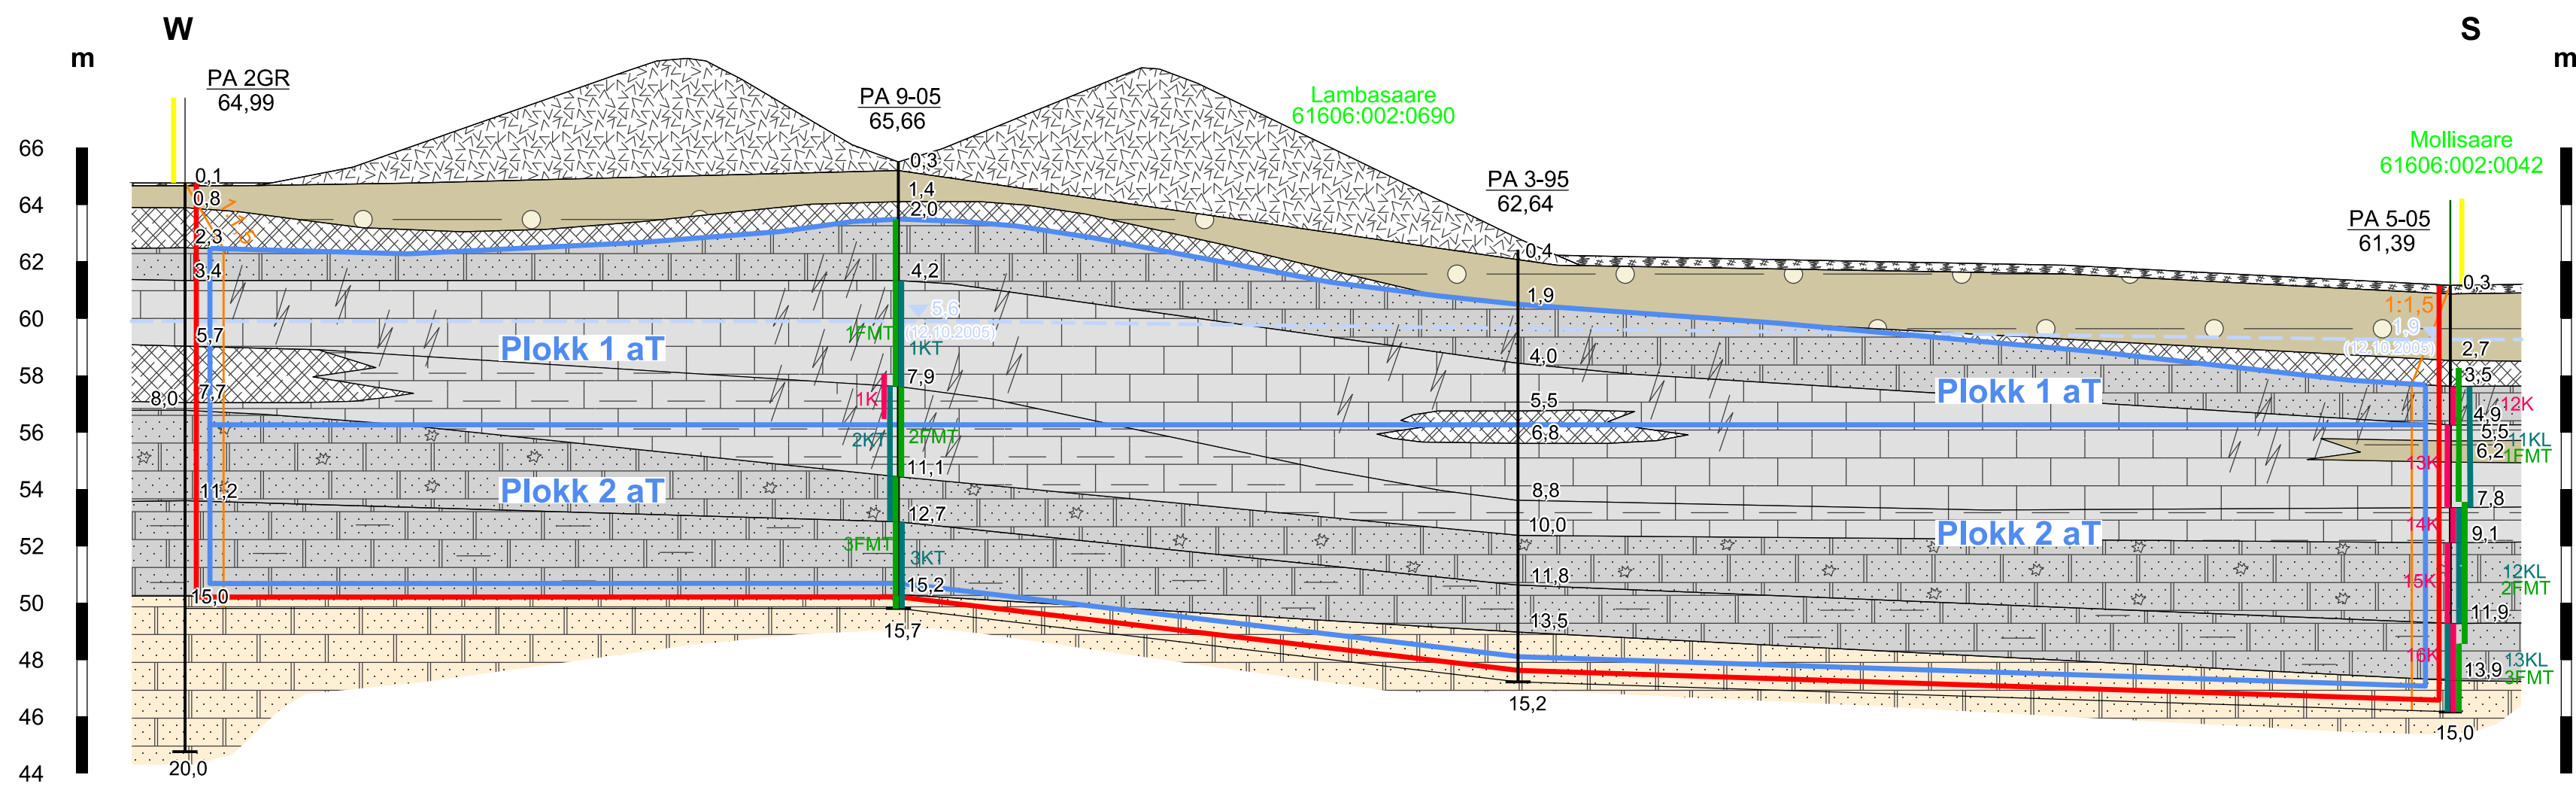 W
S
m
m
PA 2GR
64,99
PA 9-05
65,66
Lambasaare
61606:002:0690
PA 3-95
62,64
Mollisaare
61606:002:0042
PA 5-05
61,39
66
64
62
60
58
56
54
52
50
48
46
44
0,1
0,8
2,3
3,4
5,7
7,7
8,0
11,2
15,0
20,0
1:1,5
0,3
1,4
2,0
4,2
5,6
(12.10.2005)
7,9
11,1
12,7
15,2
15,7
1FMT
1KT
1K
2KT
2FMT
3FMT
3KT
Plokk 1 aT
Plokk 2 aT
0,4
1,9
4,0
5,5
6,8
8,8
10,0
11,8
13,5
15,2
Plokk 1 aT
Plokk 2 aT
1:1,5
1,9
(12.10.2005)
0,3
2,7
3,5
4,9
5,5
6,2
7,8
9,1
11,9
13,9
15,0
12K
11KL
1FMT
13K
14K
15K
12KL
2FMT
16K
13KL
3FMT